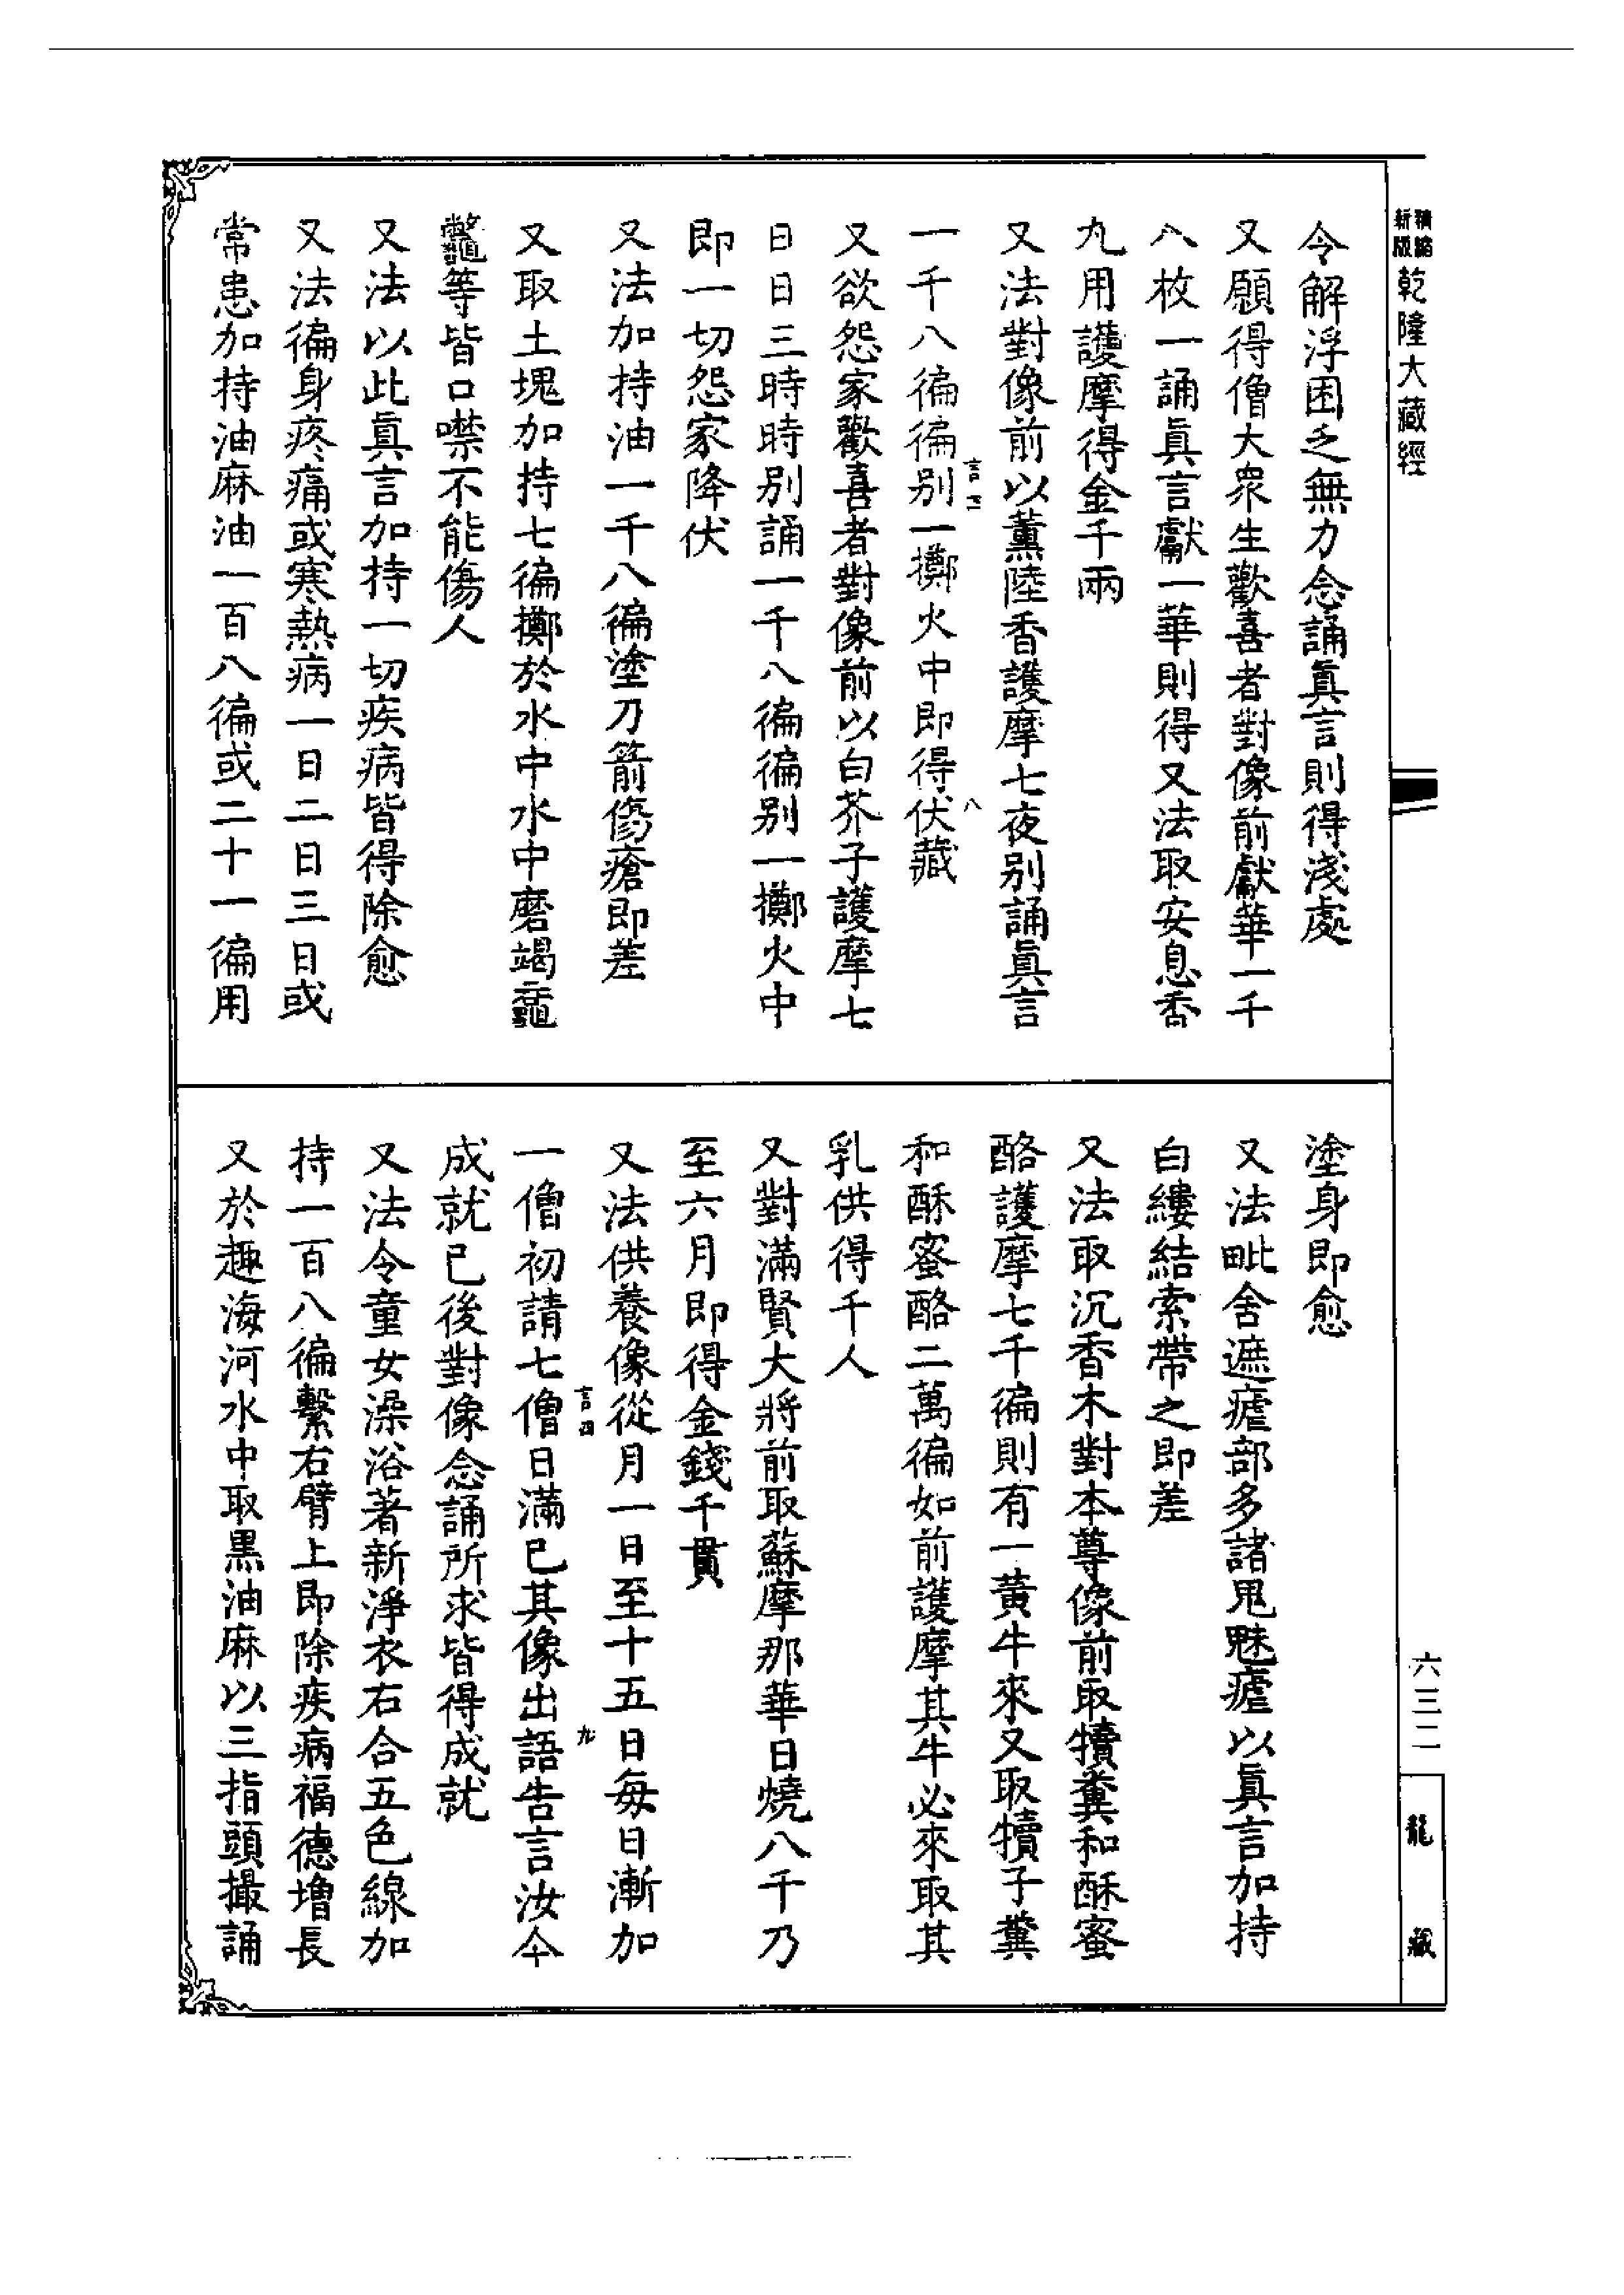 精縮新版
乾隆大藏經
令解浮困乏無力念誦眞言則得淺處
又願得僧大衆生歡喜者對像前獻華一千
八枚一誦眞言獻一華則得又法取安息香
丸用護摩得金千兩
又法對像前以薰陸香護摩七夜别誦眞言
一千八徧徧别一擲火中即得伏藏
又欲怨家歡喜者對像前以白芥子護摩七
日日三時時别誦一千八徧徧别一擲火中
即一切怨家降伏
又法加持油一千八徧塗刀箭傷瘡即差
又取土塊加持七徧擲於水中水中磨竭黿
鼈等皆口噤不能傷人
又法以此眞言加持一切疾病皆得除愈
又法徧身疼痛或寒熱病一日二日三日或
常患加持油麻油一百八徧或二十一徧用
塗身即愈
又法毗舍遮瘧部多諸鬼魅瘧以眞言加持
白縷結索帶之即差
又法取沉香木對本尊像前取犢糞和酥蜜
酪護摩七千徧則有一黃牛來又取犢子糞
和酥蜜酪二萬徧如前護摩其牛必來取其
乳供得千人
又對滿賢大將前取蘇摩那華日燒八千乃
至六月即得金錢千貫
又法供養像從月一日至十五日每日漸加
一僧初請七僧日滿已其像出語告言汝今
成就已後對像念誦所求皆得成就
又法令童女澡浴著新淨衣右合五色線加
持一百八徧繫右臂上即除疾病福德增長
又於趣海河水中取黒油麻以三指頭撮誦
言四
八
言四
九
六三二
龍藏